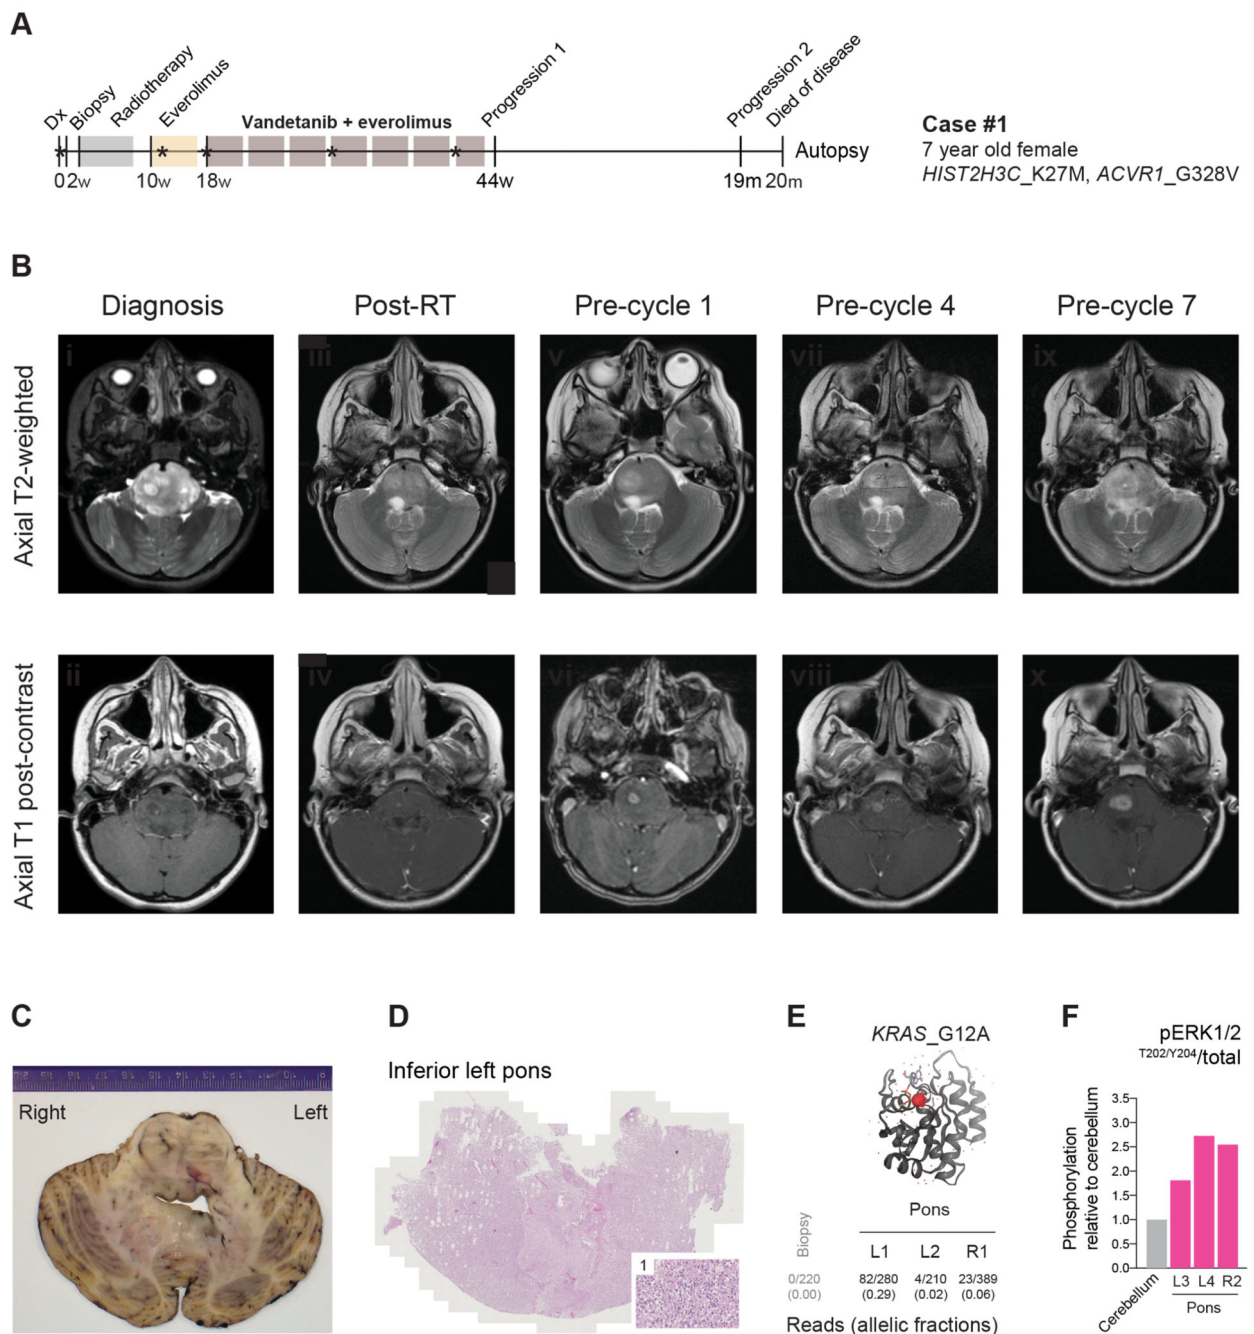 A
Dx
Biopsy
Radiotherapy
Everolimus
Vandetanib + everolimus
Progression 1
Progression 2
Died of disease
Autopsy
0 2w 10w 18w 44w 19m 20m
Case #1
7 year old female
HIST2H3C_K27M, ACVR1_G328V
B
Diagnosis Post-RT Pre-cycle 1 Pre-cycle 4 Pre-cycle 7
Axial T2-weighted
i iii v vii ix
Axial T1 post-contrast
ii iv vi viii x
C
Right Left
D
Inferior left pons
1
E
KRAS_G12A
Pons
Biopsy
L1 L2 R1
0/220 82/280 4/210 23/389
(0.00) (0.29) (0.02) (0.06)
Reads (allelic fractions)
F
pERK1/2
T202/Y204/total
Phosphorylation
relative to cerebellum
3.5
3.0
2.5
2.0
1.5
1.0
0.5
0.0
Cerebellum
L3 L4 R2
Pons